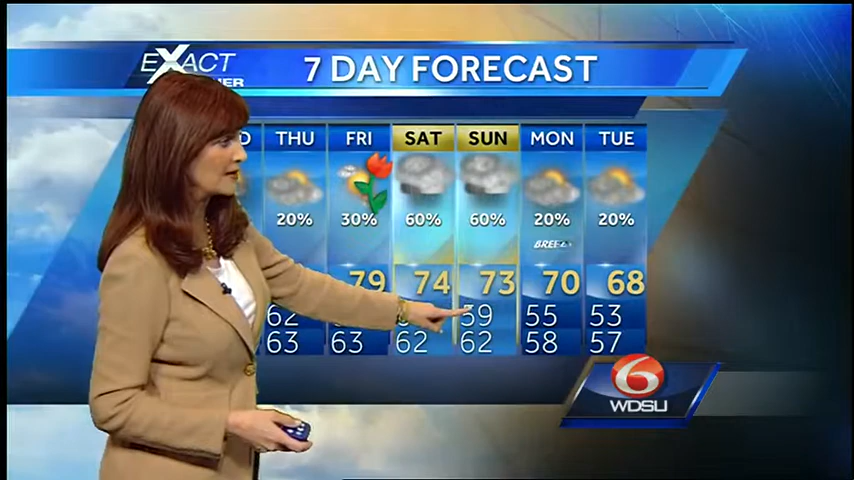 EXACT
7 DAY FORECAST
THU FRI SAT SUN MON TUE
20% 30% 60% 60% 20% 20%
79 74 73 70 68
62 59 55 53
63 63 62 62 58 57
6
WDSU